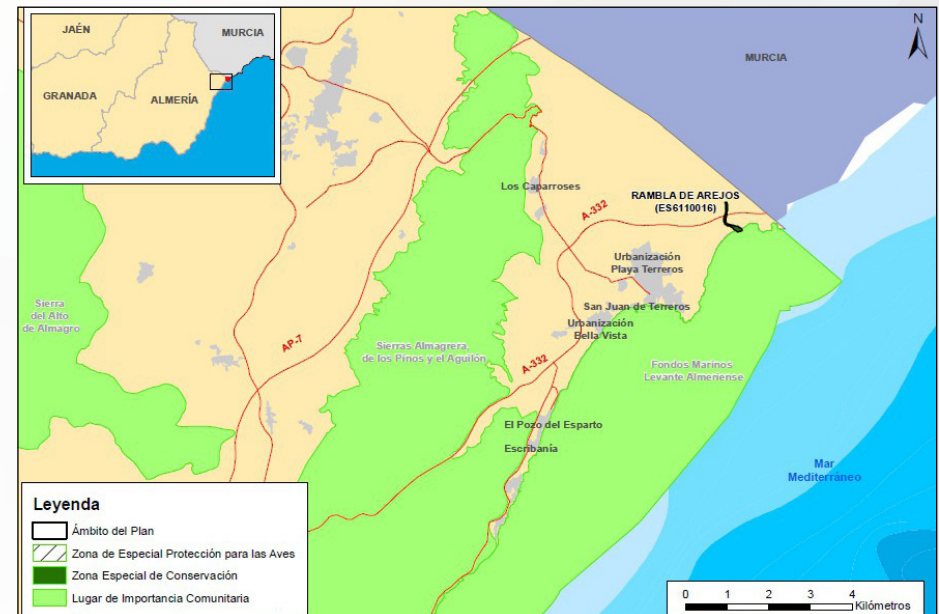 JAÉN
MURCIA
GRANADA
ALMERÍA
N
MURCIA
Los Caparroses
RAMBLA DE AREJOS
(ES6110016)
A-332
Urbanización
Playa Terreros
Sierra
del Alto
de Almagro
San Juan de Terreros
Urbanización
Bella Vista
AP-7
Sierras Almagrera,
de los Pinos y el Aguilón
A-332
Fondos Marinos
Levante Almeriense
El Pozo del Esparto
Escribanía
Mar
Mediterráneo
Leyenda
Ámbito del Plan
Zona de Especial Protección para las Aves
Zona Especial de Conservación
Lugar de Importancia Comunitaria
0 1 2 3 4
Kilómetros